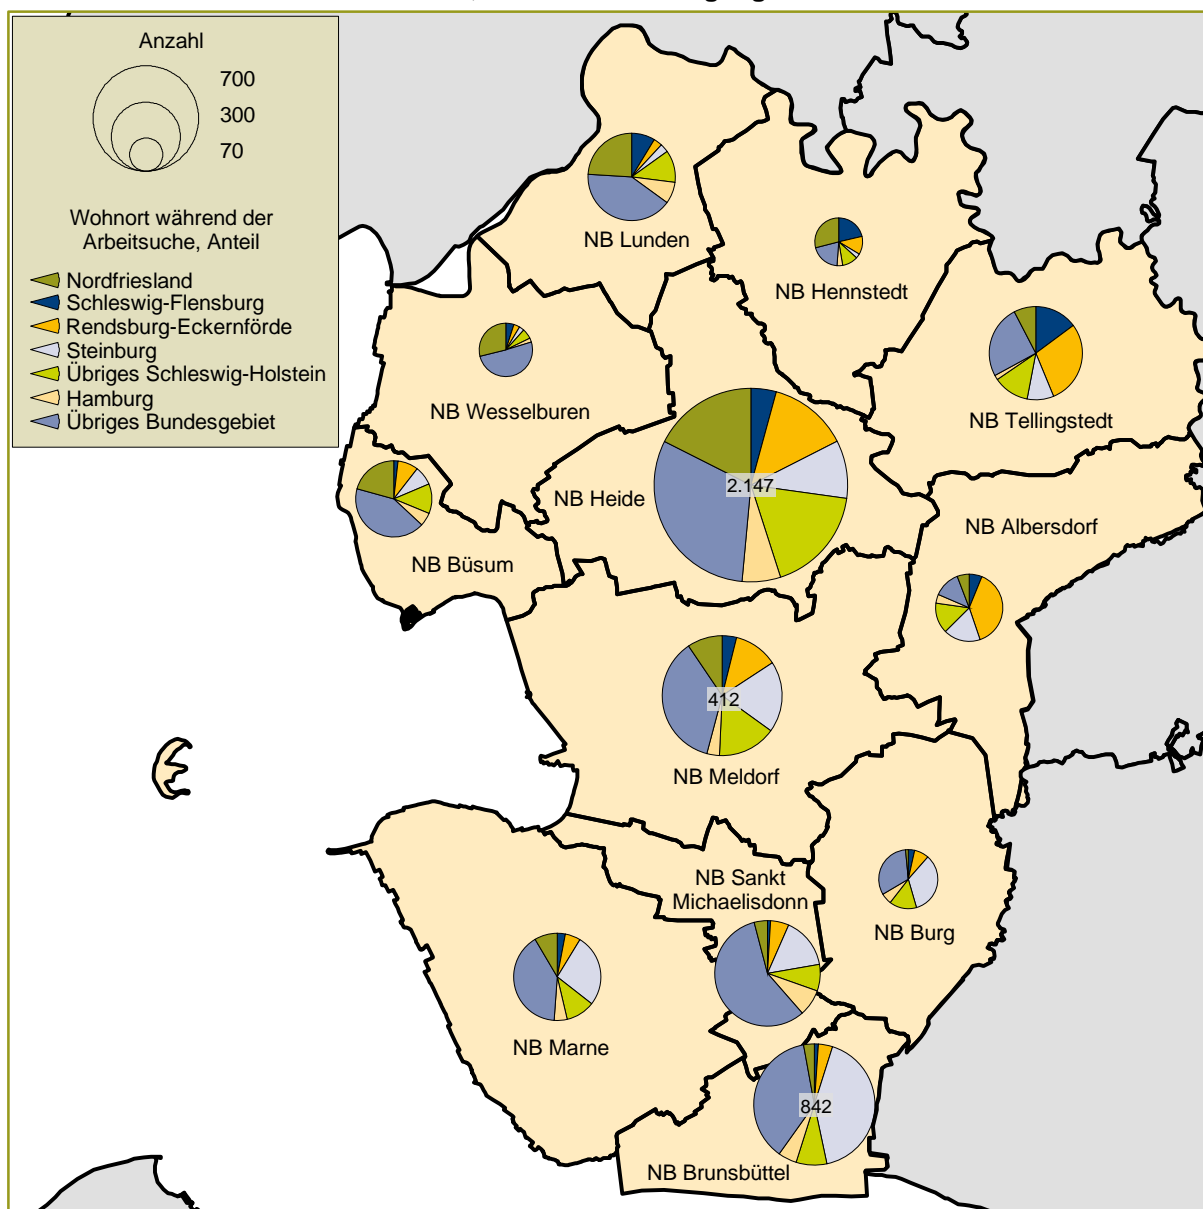 Anzahl
700
300
70
Wohnort während der
Arbeitsuche, Anteil
Nordfriesland
Schleswig-Flensburg
Rendsburg-Eckernförde
Steinburg
Übriges Schleswig-Holstein
Hamburg
Übriges Bundesgebiet
NB Lunden
NB Hennstedt
NB Wesselburen
NB Tellingstedt
2.147
NB Heide
NB Albersdorf
NB Büsum
412
NB Meldorf
NB Sankt
Michaelisdonn
NB Burg
NB Marne
842
NB Brunsbüttel